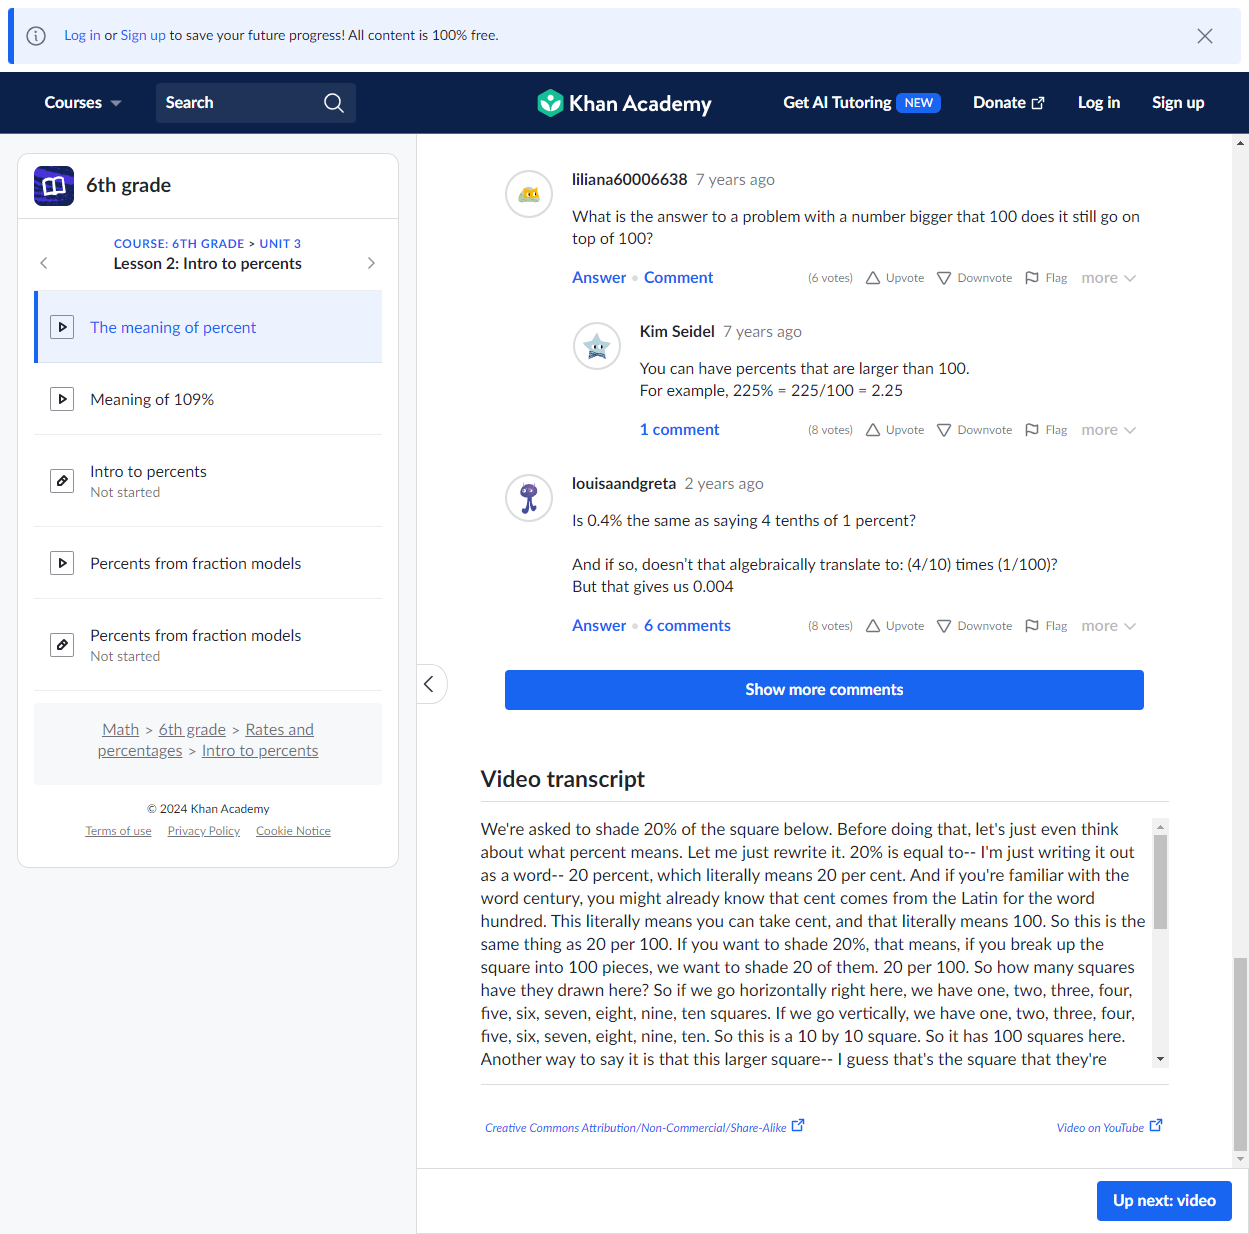 Log in or Sign up to save your future progress! All content is 100% free.
Courses
Search
Khan Academy
Get AI Tutoring NEW
Donate
Log in
Sign up
6th grade
COURSE: 6TH GRADE > UNIT 3
Lesson 2: Intro to percents
The meaning of percent
Meaning of 109%
Intro to percents
Not started
Percents from fraction models
Percents from fraction models
Not started
Math > 6th grade > Rates and
percentages > Intro to percents
© 2024 Khan Academy
Terms of use Privacy Policy Cookie Notice
liliana60006638 7 years ago
What is the answer to a problem with a number bigger that 100 does it still go on
top of 100?
Answer • Comment (6 votes) Upvote Downvote Flag more
Kim Seidel 7 years ago
You can have percents that are larger than 100.
For example, 225% = 225/100 = 2.25
1 comment (8 votes) Upvote Downvote Flag more
louisaandgreta 2 years ago
Is 0.4% the same as saying 4 tenths of 1 percent?
And if so, doesn't that algebraically translate to: (4/10) times (1/100)?
But that gives us 0.004
Answer • 6 comments (8 votes) Upvote Downvote Flag more
Show more comments
Video transcript
We're asked to shade 20% of the square below. Before doing that, let's just even think
about what percent means. Let me just rewrite it. 20% is equal to-- I'm just writing it out
as a word-- 20 percent, which literally means 20 per cent. And if you're familiar with the
word century, you might already know that cent comes from the Latin for the word
hundred. This literally means you can take cent, and that literally means 100. So this is the
same thing as 20 per 100. If you want to shade 20%, that means, if you break up the
square into 100 pieces, we want to shade 20 of them. 20 per 100. So how many squares
have they drawn here? So if we go horizontally right here, we have one, two, three, four,
five, six, seven, eight, nine, ten squares. If we go vertically, we have one, two, three, four,
five, six, seven, eight, nine, ten. So this is a 10 by 10 square. So it has 100 squares here.
Another way to say it is that this larger square-- I guess that's the square that they're
Creative Commons Attribution/Non-Commercial/Share-Alike
Video on YouTube
Up next: video